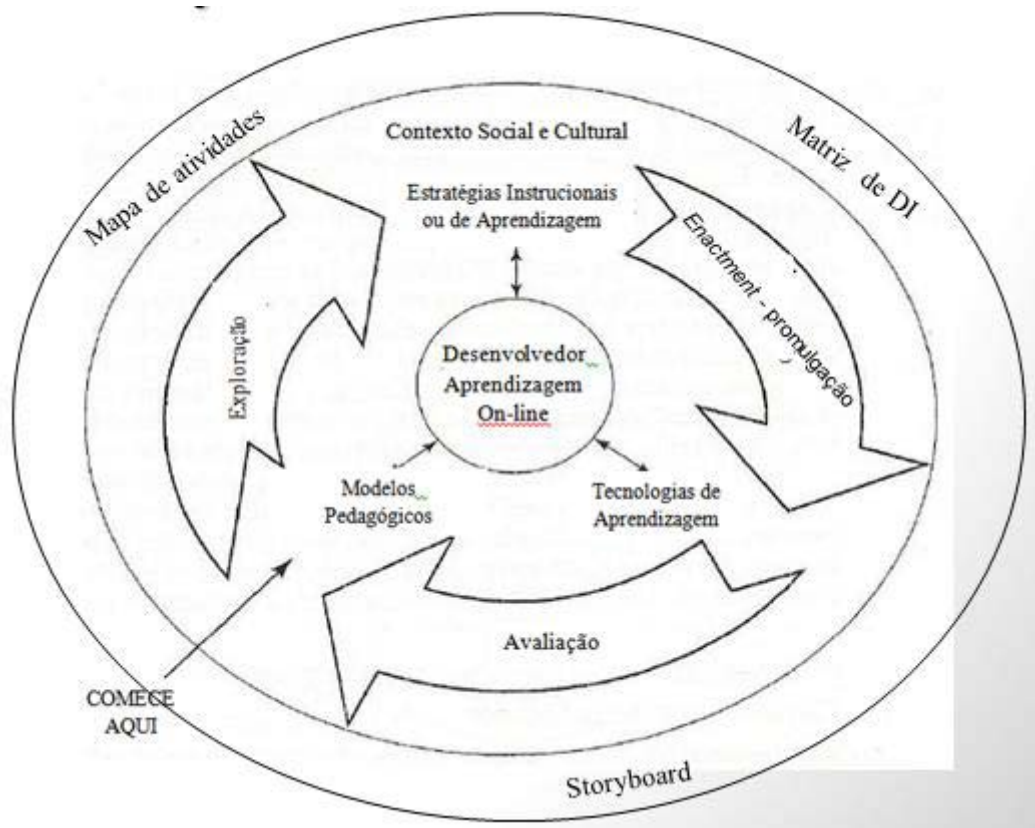 Mapa de atividades
Matriz de DI
Contexto Social e Cultural
Estratégias Instrucionais
ou de Aprendizagem
Enactment - promulgação
Exploração
Desenvolvedor
Aprendizagem
On-line
Modelos
Pedagógicos
Tecnologias de
Aprendizagem
Avaliação
COMECE
AQUI
Storyboard